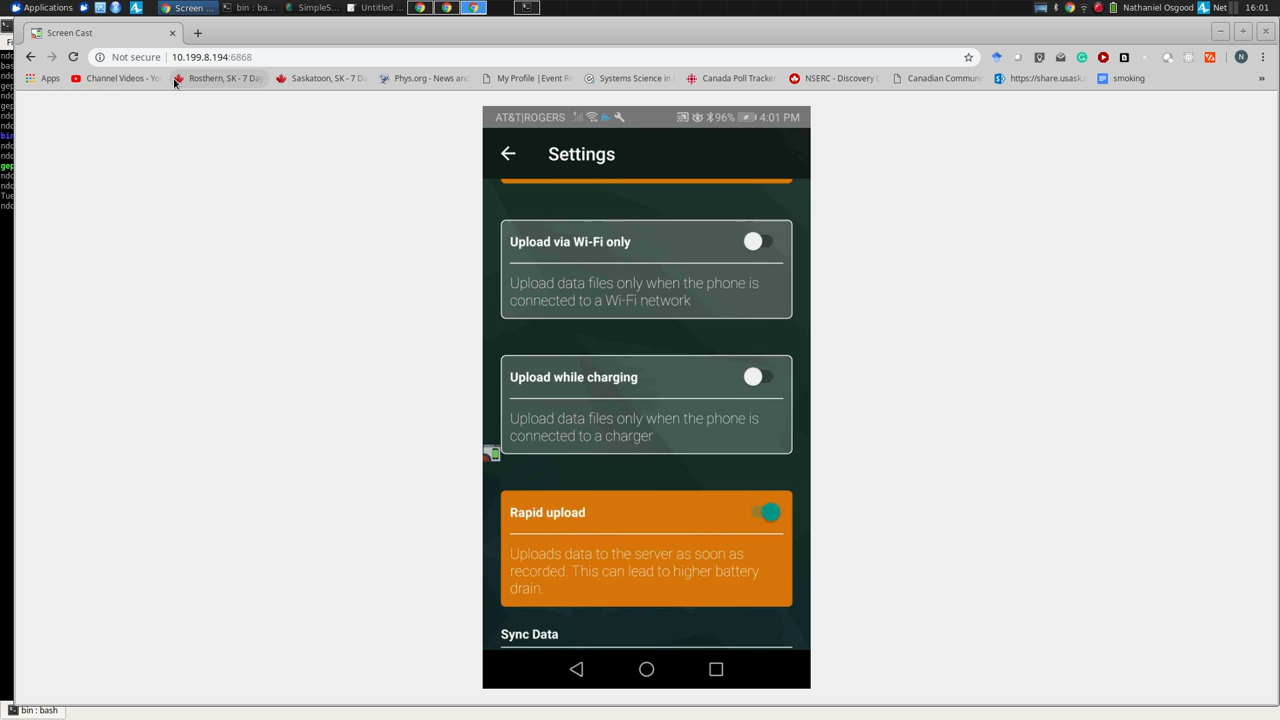 Applications
Screen ...
bin : ba...
SimpleS...
Untitled ...
Nathaniel Osgood
Net
16:01
Screen Cast
Not secure
10.199.8.194:6868
N
Apps
Channel Videos - Yo
Rosthern, SK - 7 Day
Saskatoon, SK - 7 Da
Phys.org - News and
My Profile | Event R
Systems Science in
Canada Poll Tracker
NSERC - Discovery
Canadian Commun
https://share.usask.
smoking
»
AT&T|ROGERS
96%
4:01 PM
Settings
Upload via Wi-Fi only
Upload data files only when the phone is
connected to a Wi-Fi network
Upload while charging
Upload data files only when the phone is
connected to a charger
Rapid upload
Uploads data to the server as soon as
recorded. This can lead to higher battery
drain.
Sync Data
bin : bash